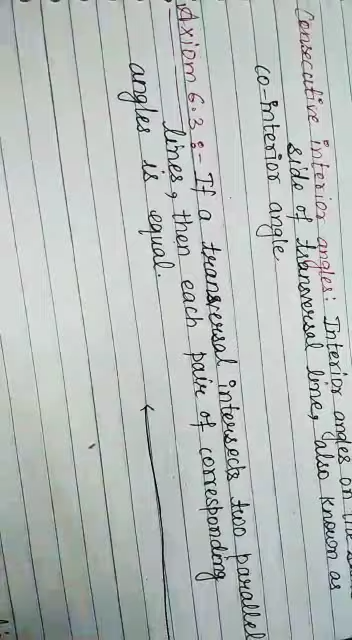 Consecutive interior angles: Interior angles on the
side of transversal line, also known as
co-interior angle.
Axiom 6.3:- If a transversal intersects two parallel
lines, then each pair of corresponding
angles is equal.